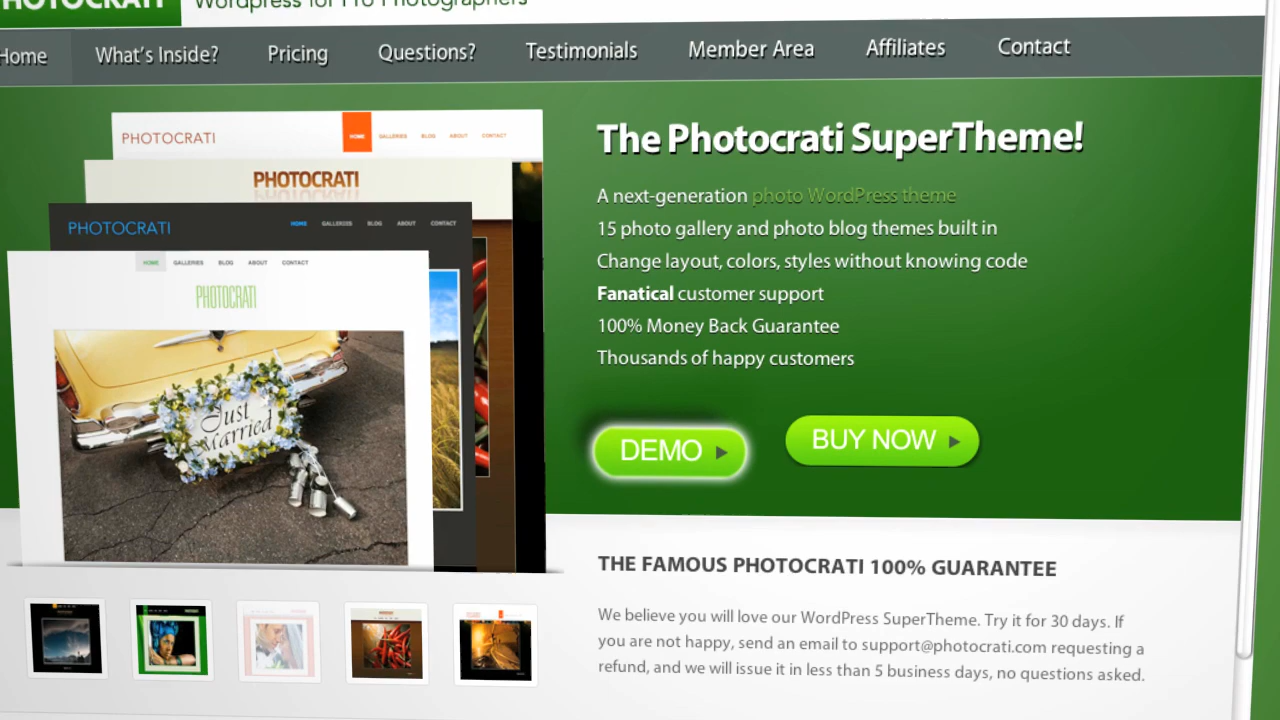 PHOTOCRATI
Wordpress for Pro Photographers
Home What's Inside? Pricing Questions? Testimonials Member Area Affiliates Contact
PHOTOCRATI HOME GALLERIES BLOG ABOUT CONTACT
PHOTOCRATI
PHOTOCRATI HOME GALLERIES BLOG ABOUT CONTACT
HOME GALLERIES BLOG ABOUT CONTACT
PHOTOCRATI
Just
Married
The Photocrati SuperTheme!
A next-generation photo WordPress theme
15 photo gallery and photo blog themes built in
Change layout, colors, styles without knowing code
Fanatical customer support
100% Money Back Guarantee
Thousands of happy customers
DEMO BUY NOW
THE FAMOUS PHOTOCRATI 100% GUARANTEE
We believe you will love our WordPress SuperTheme. Try it for 30 days. If
you are not happy, send an email to support@photocrati.com requesting a
refund, and we will issue it in less than 5 business days, no questions asked.